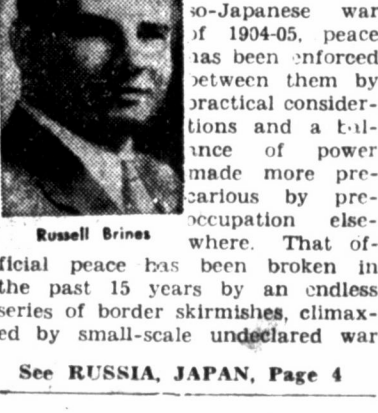 so-Japanese war
of 1904-05, peace
has been enforced
between them by
practical consider-
tions and a bal-
ance of power
made more pre-
carious by pre-
occupation else-
where. That of-
ficial peace has been broken in
the past 15 years by an endless
series of border skirmishes, climax-
ed by small-scale undeclared war
Russell Brines
See RUSSIA, JAPAN, Page 4